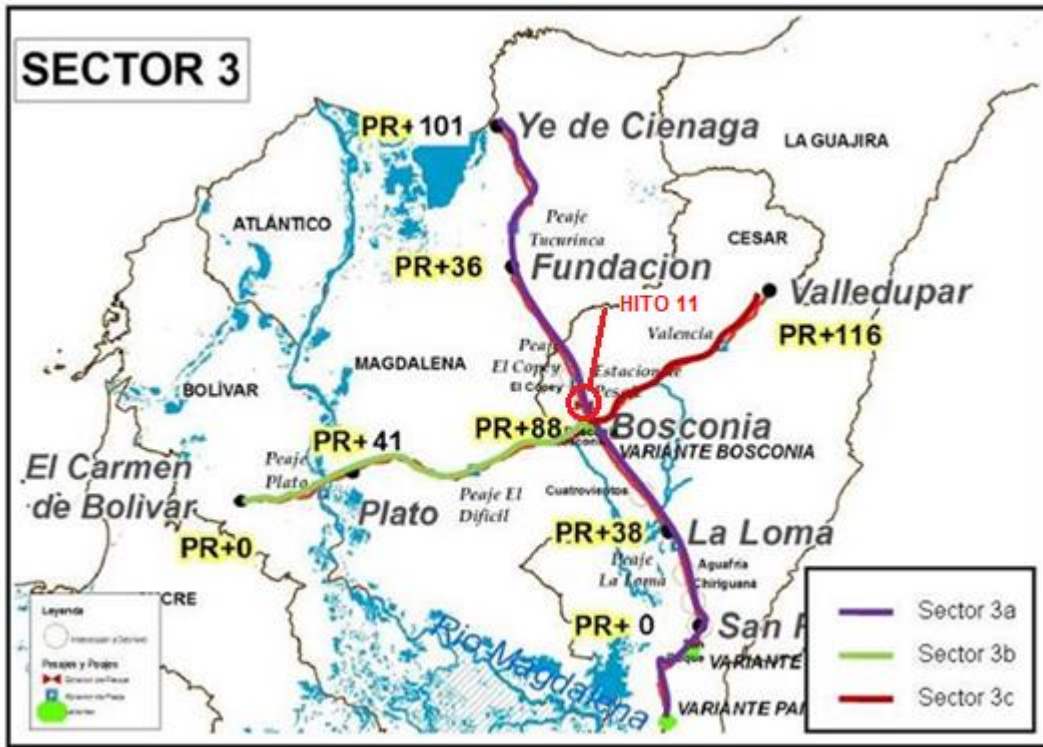 SECTOR 3
PR+ 101
Ye de Cienaga
LA GUAJIRA
ATLÁNTICO
Peaje
Tucurinca
CESAR
PR+36
Fundacion
HITO 11
Valledupar
PR+116
Valencia
Peaje
El Copey
El Copey
Estacion de
MAGDALENA
BOLÍVAR
PR+ 41
PR+88
Bosconia
VARIANTE BOSCONIA
El Carmen
de Bolivar
Peaje
Plato
Plato
Peaje El
Dificil
Cuatrovientos
PR+0
PR+38
La Loma
Peaje
La Loma
Aguafria
Chiriguana
PR+ 0
San
VARIANTE
VARIANTE PAI
Rio Magdalena
Leyenda
Pesajes y Peajes
Sector 3a
Sector 3b
Sector 3c